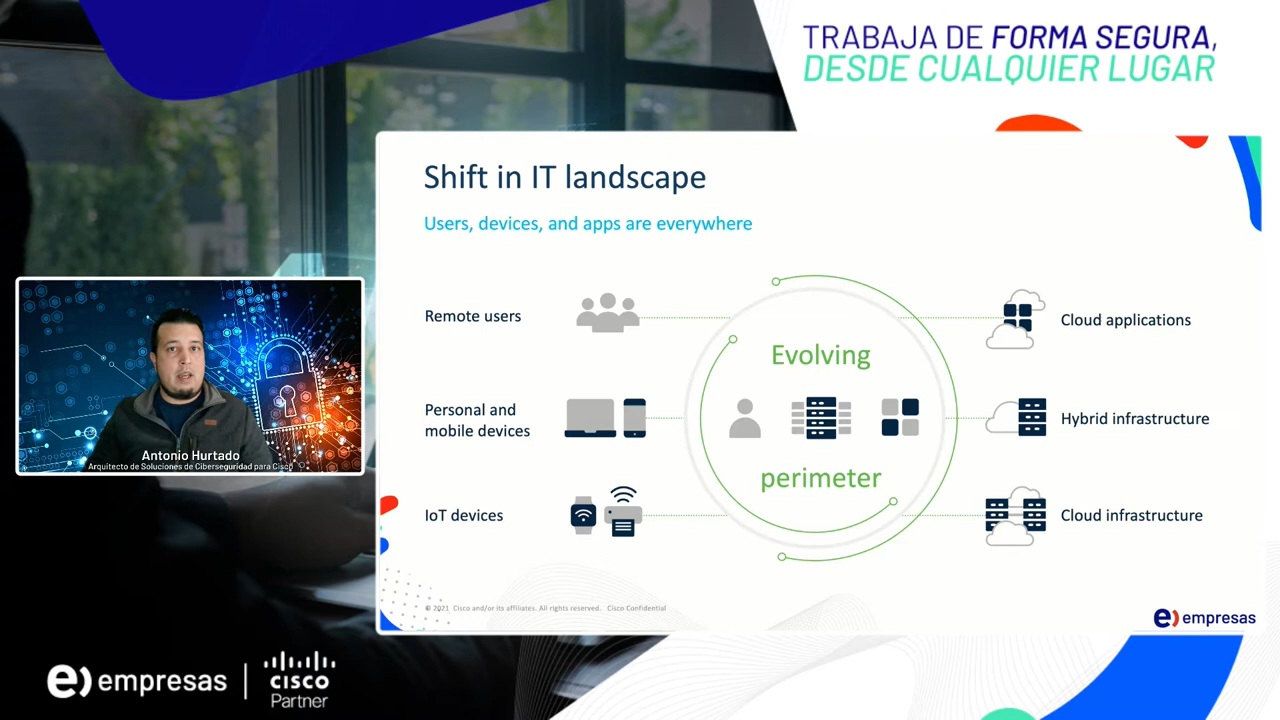 TRABAJA DE FORMA SEGURA,
DESDE CUALQUIER LUGAR
Shift in IT landscape
Users, devices, and apps are everywhere
Remote users
Personal and
mobile devices
IoT devices
Evolving
perimeter
Cloud applications
Hybrid infrastructure
Cloud infrastructure
© 2021 Cisco and/or its affiliates. All rights reserved. Cisco Confidential
e) empresas
Antonio Hurtado
Arquitecto de Soluciones de Ciberseguridad para Cisco
e) empresas
CISCO
Partner